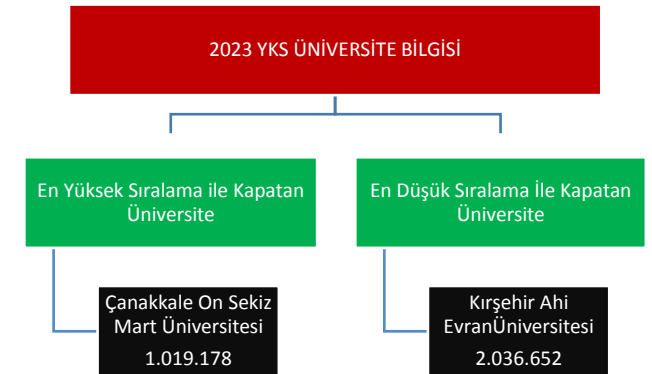 2023 YKS ÜNİVERSİTE BİLGİSİ
En Yüksek Sıralama ile Kapatan
Üniversite
En Düşük Sıralama İle Kapatan
Üniversite
Çanakkale On Sekiz
Mart Üniversitesi
1.019.178
Kırşehir Ahi
EvranÜniversitesi
2.036.652